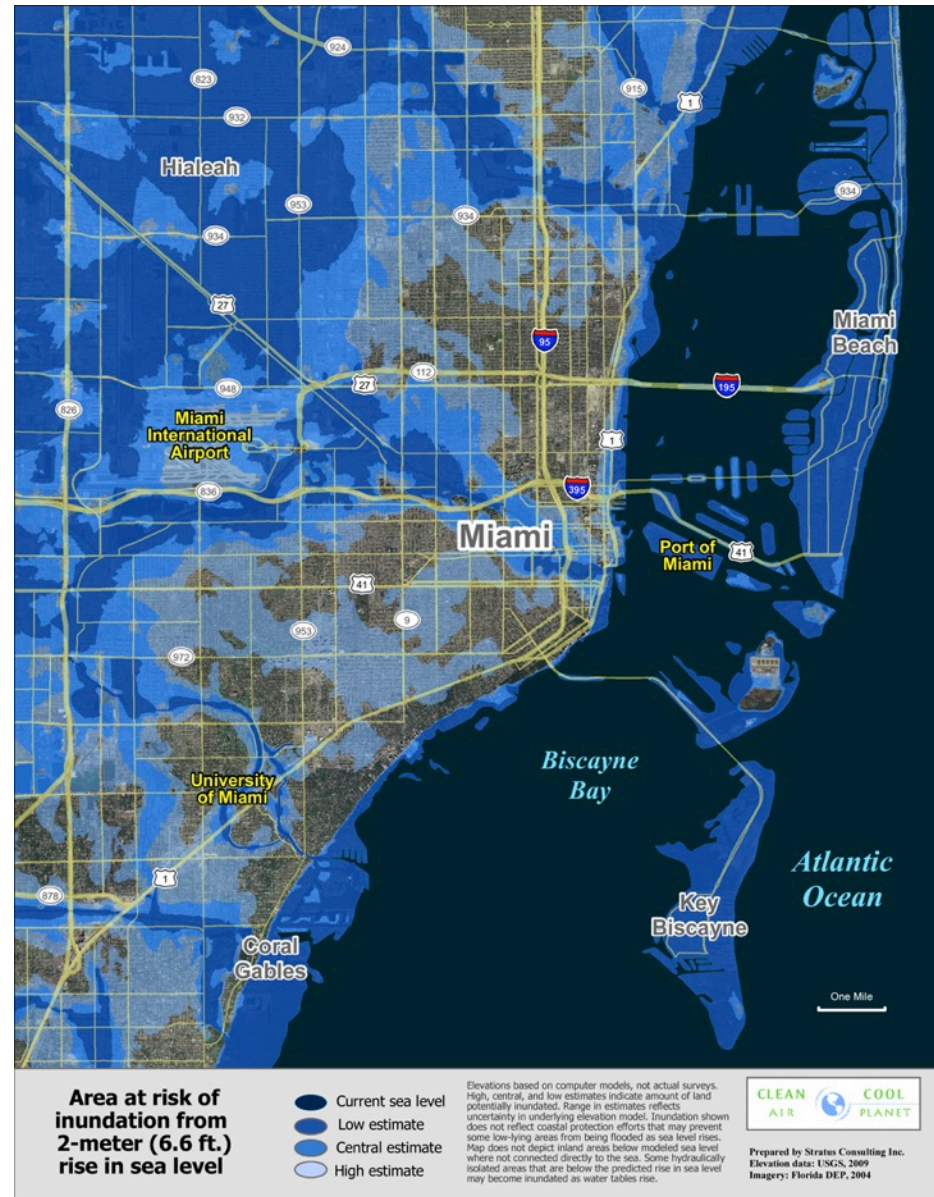 924
823
915
1
932
Hialeah
934
953
934
934
27
Miami
Beach
95
112
27
195
948
826
Miami
International
Airport
1
836
395
Miami
Port of
Miami
41
41
9
953
972
Biscayne
Bay
University
of Miami
1
878
Atlantic
Ocean
Key
Biscayne
Coral
Gables
One Mile
Area at risk of
inundation from
2-meter (6.6 ft.)
rise in sea level
Current sea level
Low estimate
Central estimate
High estimate
Elevations based on computer models, not actual surveys.
High, central, and low estimates indicate amount of land
potentially inundated. Range in estimates reflects
uncertainty in underlying elevation model. Inundation shown
does not reflect coastal protection efforts that may prevent
some low-lying areas from being flooded as sea level rises.
Map does not depict inland areas below modeled sea level
where not connected directly to the sea. Some hydraulically
isolated areas that are below the predicted rise in sea level
may become inundated as water tables rise.
CLEAN COOL
AIR PLANET
Prepared by Stratus Consulting Inc.
Elevation data: USGS, 2009
Imagery: Florida DEP, 2004